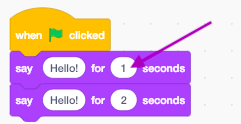 when clicked
say Hello! for 1 seconds
say Hello! for 2 seconds